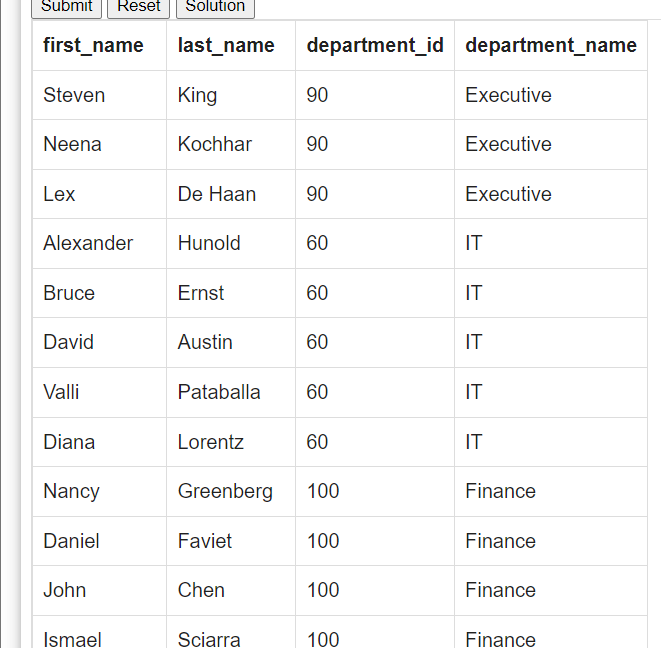 Submit Reset Solution
first_name last_name department_id department_name
Steven King 90 Executive
Neena Kochhar 90 Executive
Lex De Haan 90 Executive
Alexander Hunold 60 IT
Bruce Ernst 60 IT
David Austin 60 IT
Valli Pataballa 60 IT
Diana Lorentz 60 IT
Nancy Greenberg 100 Finance
Daniel Faviet 100 Finance
John Chen 100 Finance
Ismael Sciarra 100 Finance